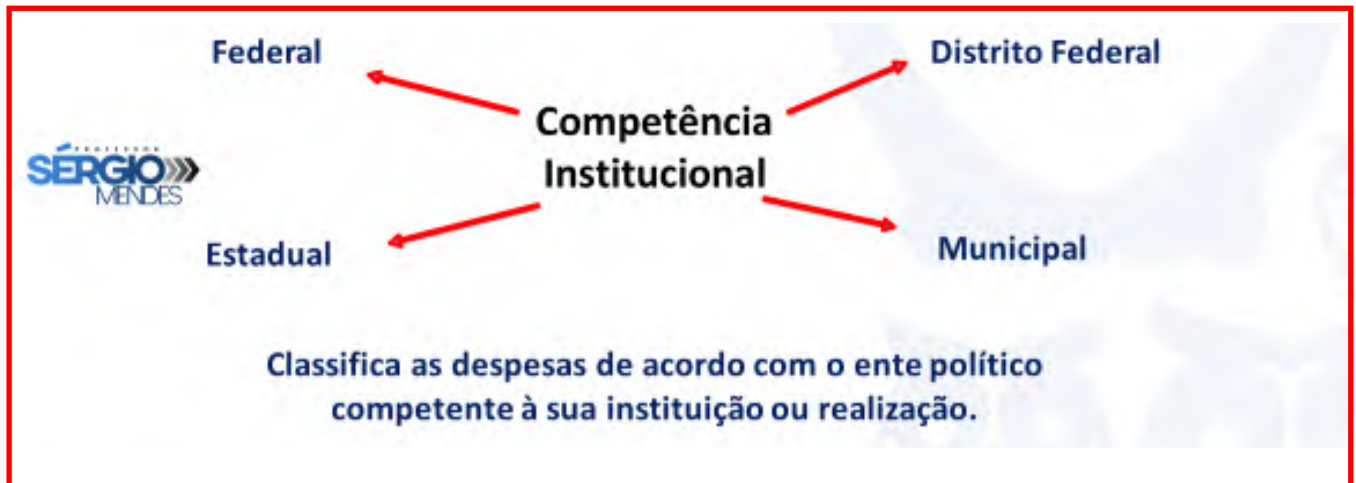 Federal
Distrito Federal
Competência
Institucional
PROFESSOR
SÉRGIO
MENDES
Estadual
Municipal
Classifica as despesas de acordo com o ente político
competente à sua instituição ou realização.